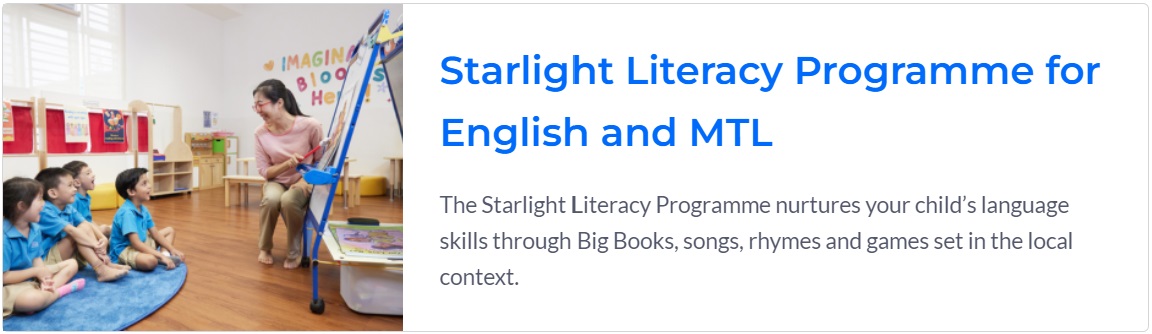 IMAGINA
Bloo s
He !
Starlight Literacy Programme for
English and MTL
The Starlight Literacy Programme nurtures your child’s language
skills through Big Books, songs, rhymes and games set in the local
context.